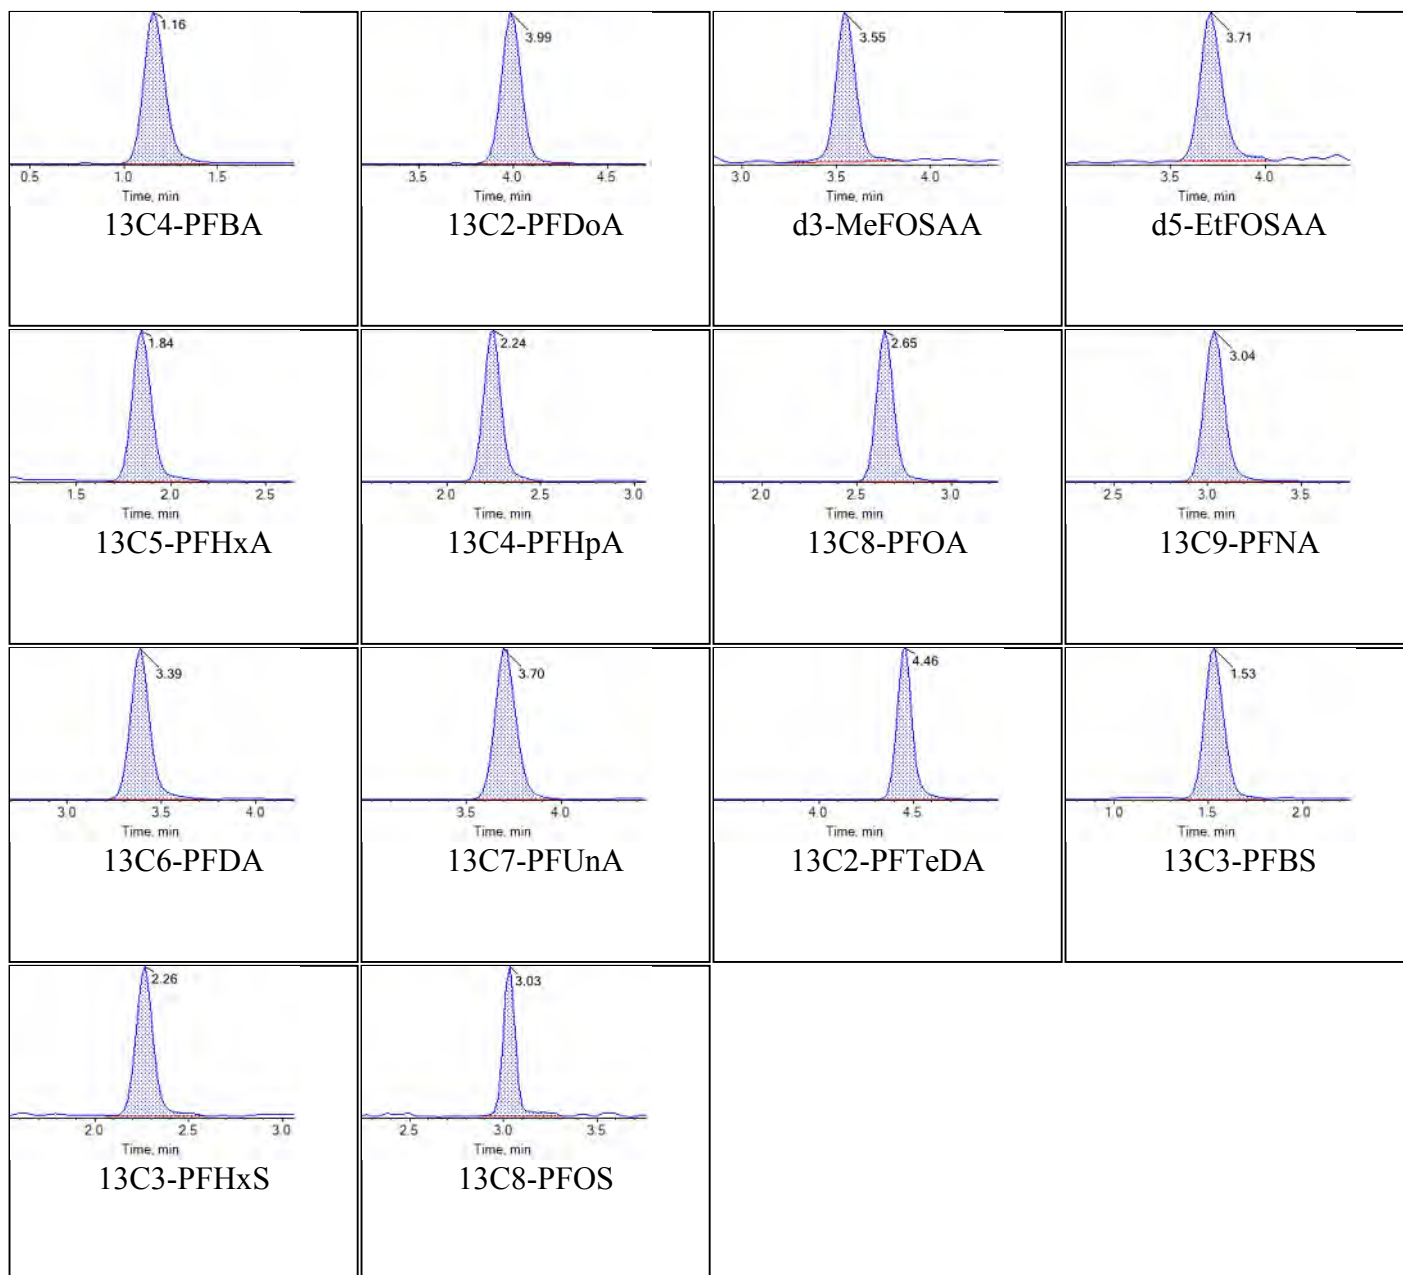 1.16
0.5 1.0 1.5
Time, min
13C4-PFBA
3.99
3.5 4.0 4.5
Time, min
13C2-PFDoA
3.55
3.0 3.5 4.0
Time, min
d3-MeFOSAA
3.71
3.5 4.0
Time, min
d5-EtFOSAA
1.84
1.5 2.0 2.5
Time, min
13C5-PFHxA
2.24
2.0 2.5 3.0
Time, min
13C4-PFHpA
2.65
2.0 2.5 3.0
Time, min
13C8-PFOA
3.04
2.5 3.0 3.5
Time, min
13C9-PFNA
3.39
3.0 3.5 4.0
Time, min
13C6-PFDA
3.70
3.5 4.0
Time, min
13C7-PFUnA
4.46
4.0 4.5
Time, min
13C2-PFTeDA
1.53
1.0 1.5 2.0
Time, min
13C3-PFBS
2.26
2.0 2.5 3.0
Time, min
13C3-PFHxS
3.03
2.5 3.0 3.5
Time, min
13C8-PFOS